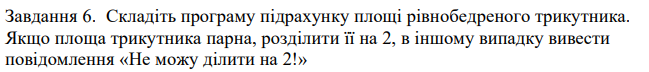 Завдання 6.  Складіть програму підрахунку площі рівнобедреного трикутника.
Якщо площа трикутника парна, розділити її на 2, в іншому випадку вивести
повідомлення «Не можу ділити на 2!»